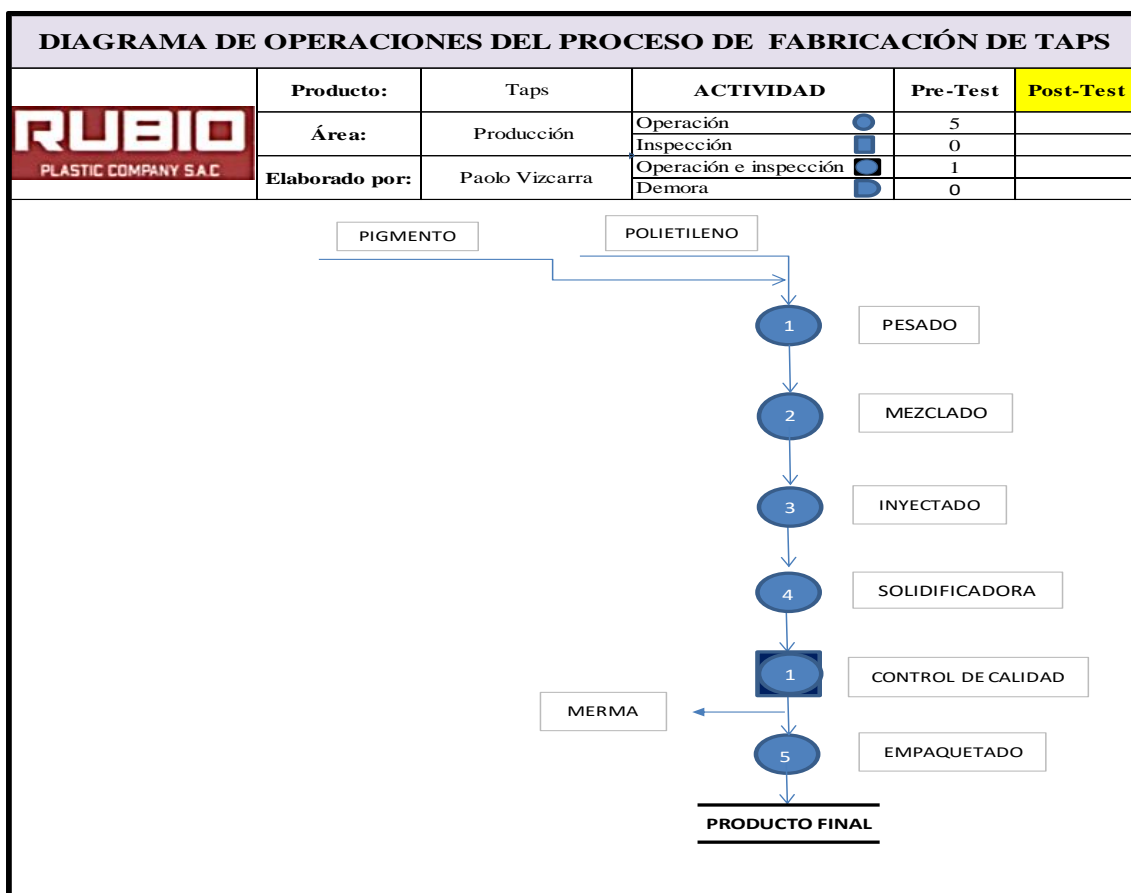 DIAGRAMA DE OPERACIONES DEL PROCESO DE FABRICACIÓN DE TAPS
RUBIO
PLASTIC COMPANY S.A.C
Producto: Taps ACTIVIDAD Pre-Test Post-Test
Área: Producción
Operación 5
Inspección 0
Elaborado por: Paolo Vizcarra
Operación e inspección 1
Demora 0
PIGMENTO POLIETILENO
1 PESADO
2 MEZCLADO
3 INYECTADO
4 SOLIDIFICADORA
1 CONTROL DE CALIDAD
MERMA
5 EMPAQUETADO
PRODUCTO FINAL